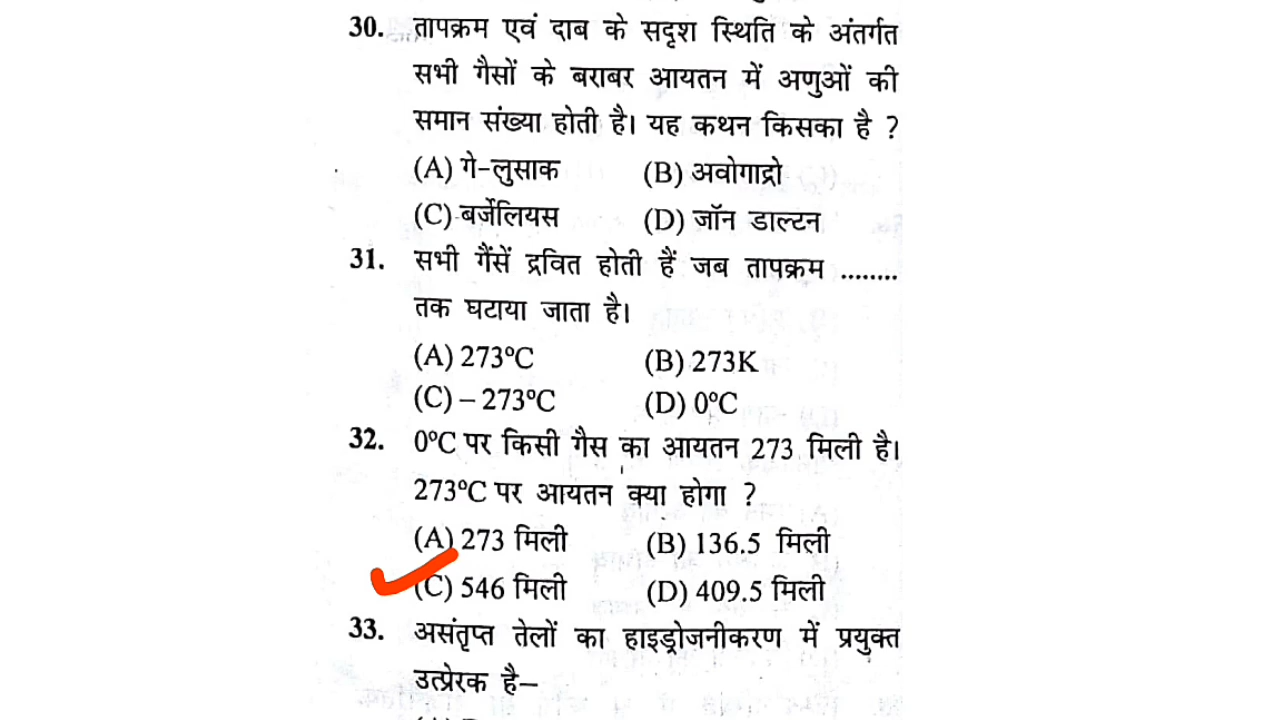 30. तापक्रम एवं दाब के सदृश स्थिति के अंतर्गत
सभी गैसों के बराबर आयतन में अणुओं की
समान संख्या होती है। यह कथन किसका है ?
(A) गे-लुसाक (B) अवोगाद्रो
(C) बर्जेलियस (D) जॉन डाल्टन
31. सभी गैंसें द्रवित होती हैं जब तापक्रम ........
तक घटाया जाता है।
(A) 273°C (B) 273K
(C) – 273°C (D) 0°C
32. 0°C पर किसी गैस का आयतन 273 मिली है।
273°C पर आयतन क्या होगा ?
(A) 273 मिली (B) 136.5 मिली
(C) 546 मिली (D) 409.5 मिली
33. असंतृप्त तेलों का हाइड्रोजनीकरण में प्रयुक्त
उत्प्रेरक है–